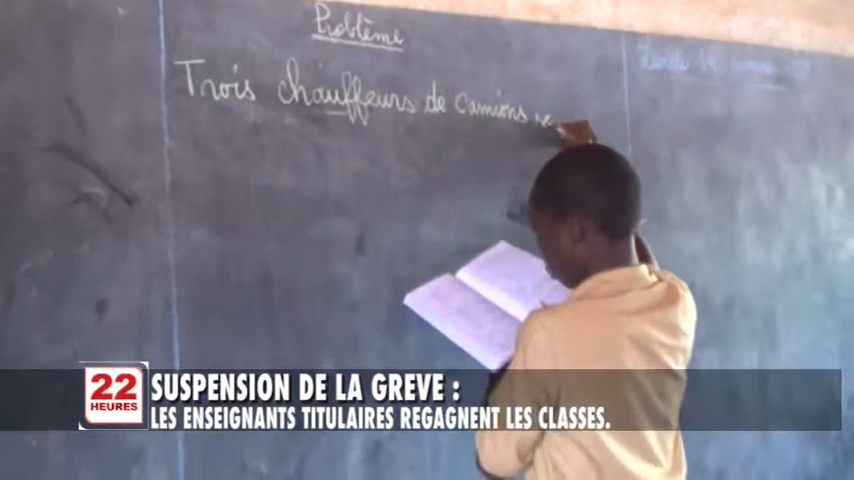 Problème
Trois chauffeurs de camions
22
HEURES
SUSPENSION DE LA GREVE :
LES ENSEIGNANTS TITULAIRES REGAGNENT LES CLASSES.